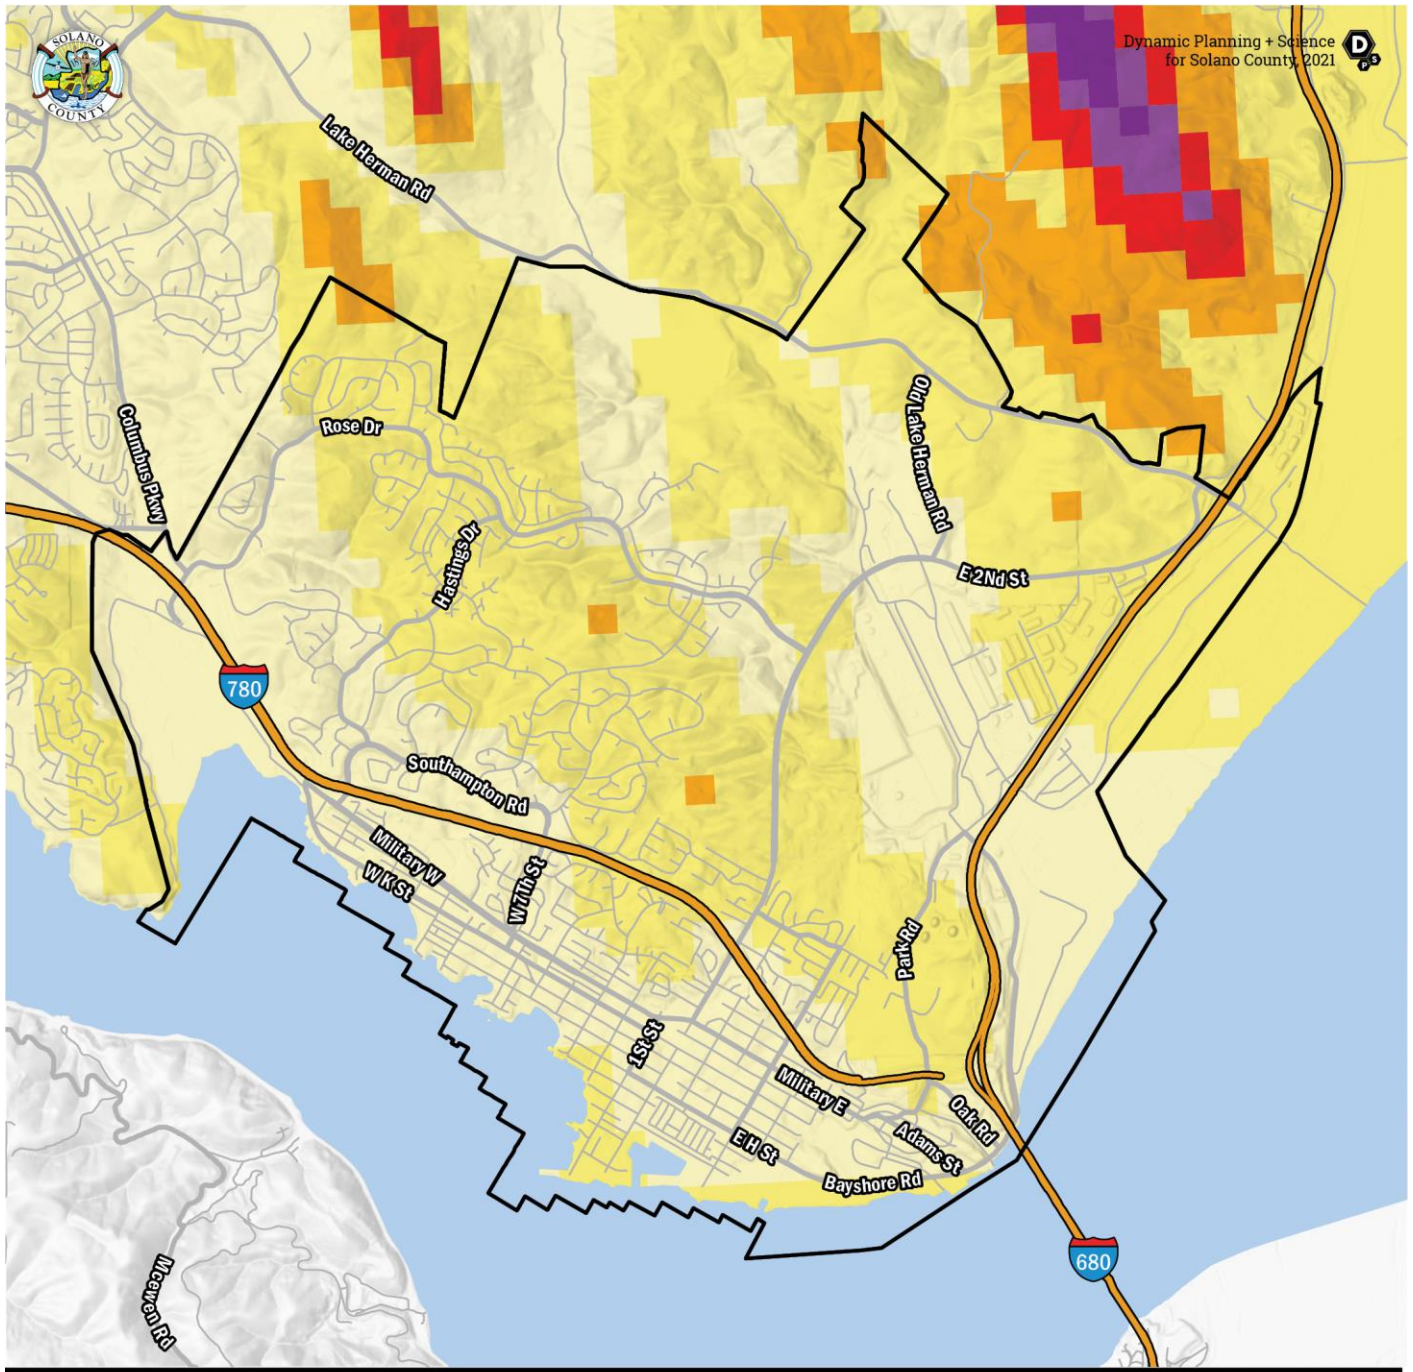 SOLANO
COUNTY
Dynamic Planning + Science
for Solano County, 2021
D
P S
Lake Herman Rd
Old Lake Herman Rd
Columbus Pkwy
Rose Dr
Hastings Dr
E 2Nd St
780
Southampton Rd
Military W
W K St
W 7Th St
Park Rd
1St St
Military E
Oak Rd
Adams St
E H St
Bayshore Rd
680
Mcewen Rd